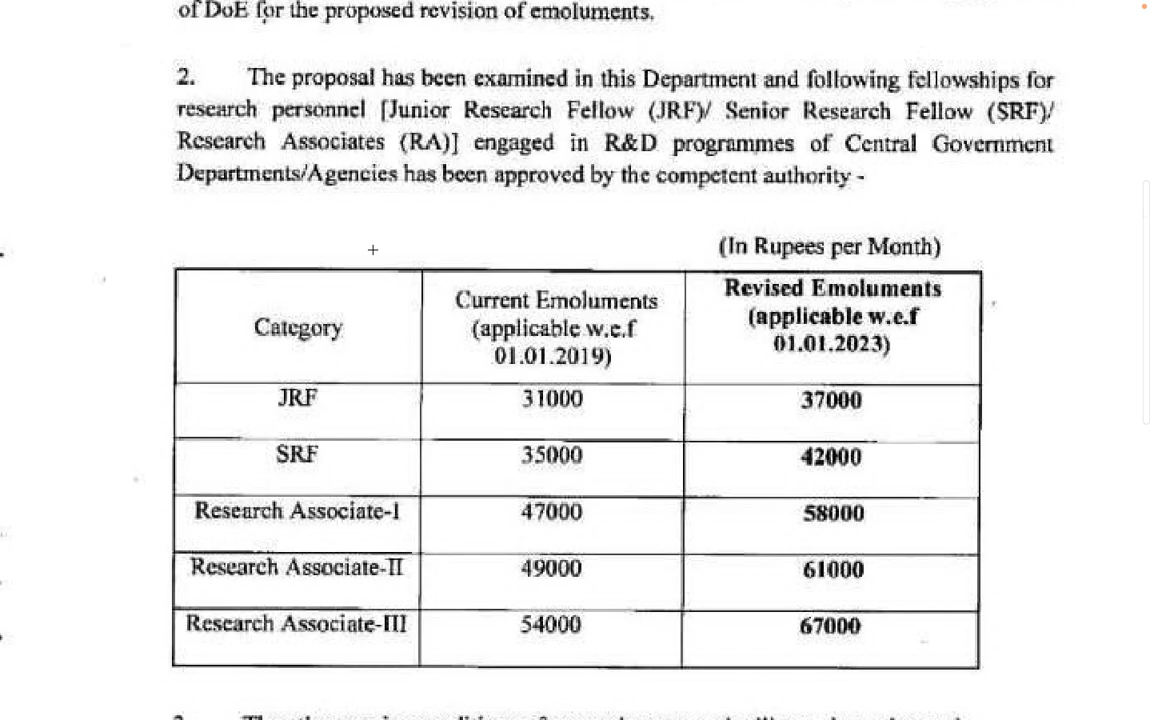 of DoE for the proposed revision of emoluments.
2. The proposal has been examined in this Department and following fellowships for
research personnel [Junior Research Fellow (JRF)/ Senior Research Fellow (SRF)/
Research Associates (RA)] engaged in R&D programmes of Central Government
Departments/Agencies has been approved by the competent authority -
(In Rupees per Month)
Category
Current Emoluments
(applicable w.e.f
01.01.2019)
Revised Emoluments
(applicable w.e.f
01.01.2023)
JRF 31000 37000
SRF 35000 42000
Research Associate-I 47000 58000
Research Associate-II 49000 61000
Research Associate-III 54000 67000